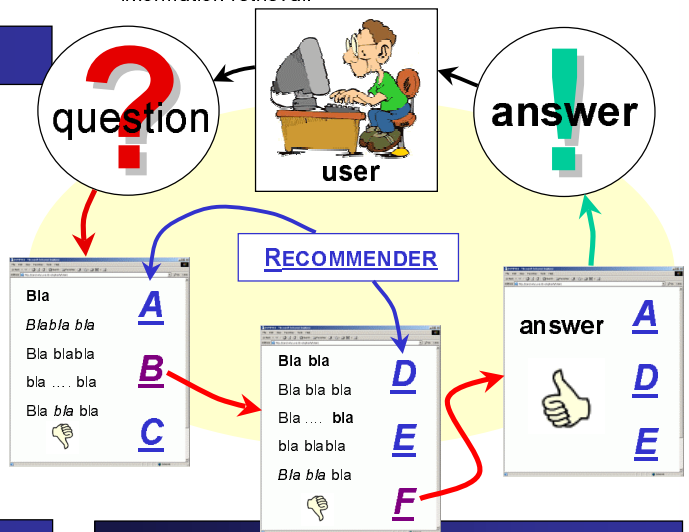 question
user
answer
RECOMMENDER
Bla
Blabla bla
Bla blabla
bla .... bla
Bla bla bla
A
B
C
Bla bla
Bla bla bla
Bla .... bla
bla blabla
Bla bla bla
D
E
F
answer
A
D
E